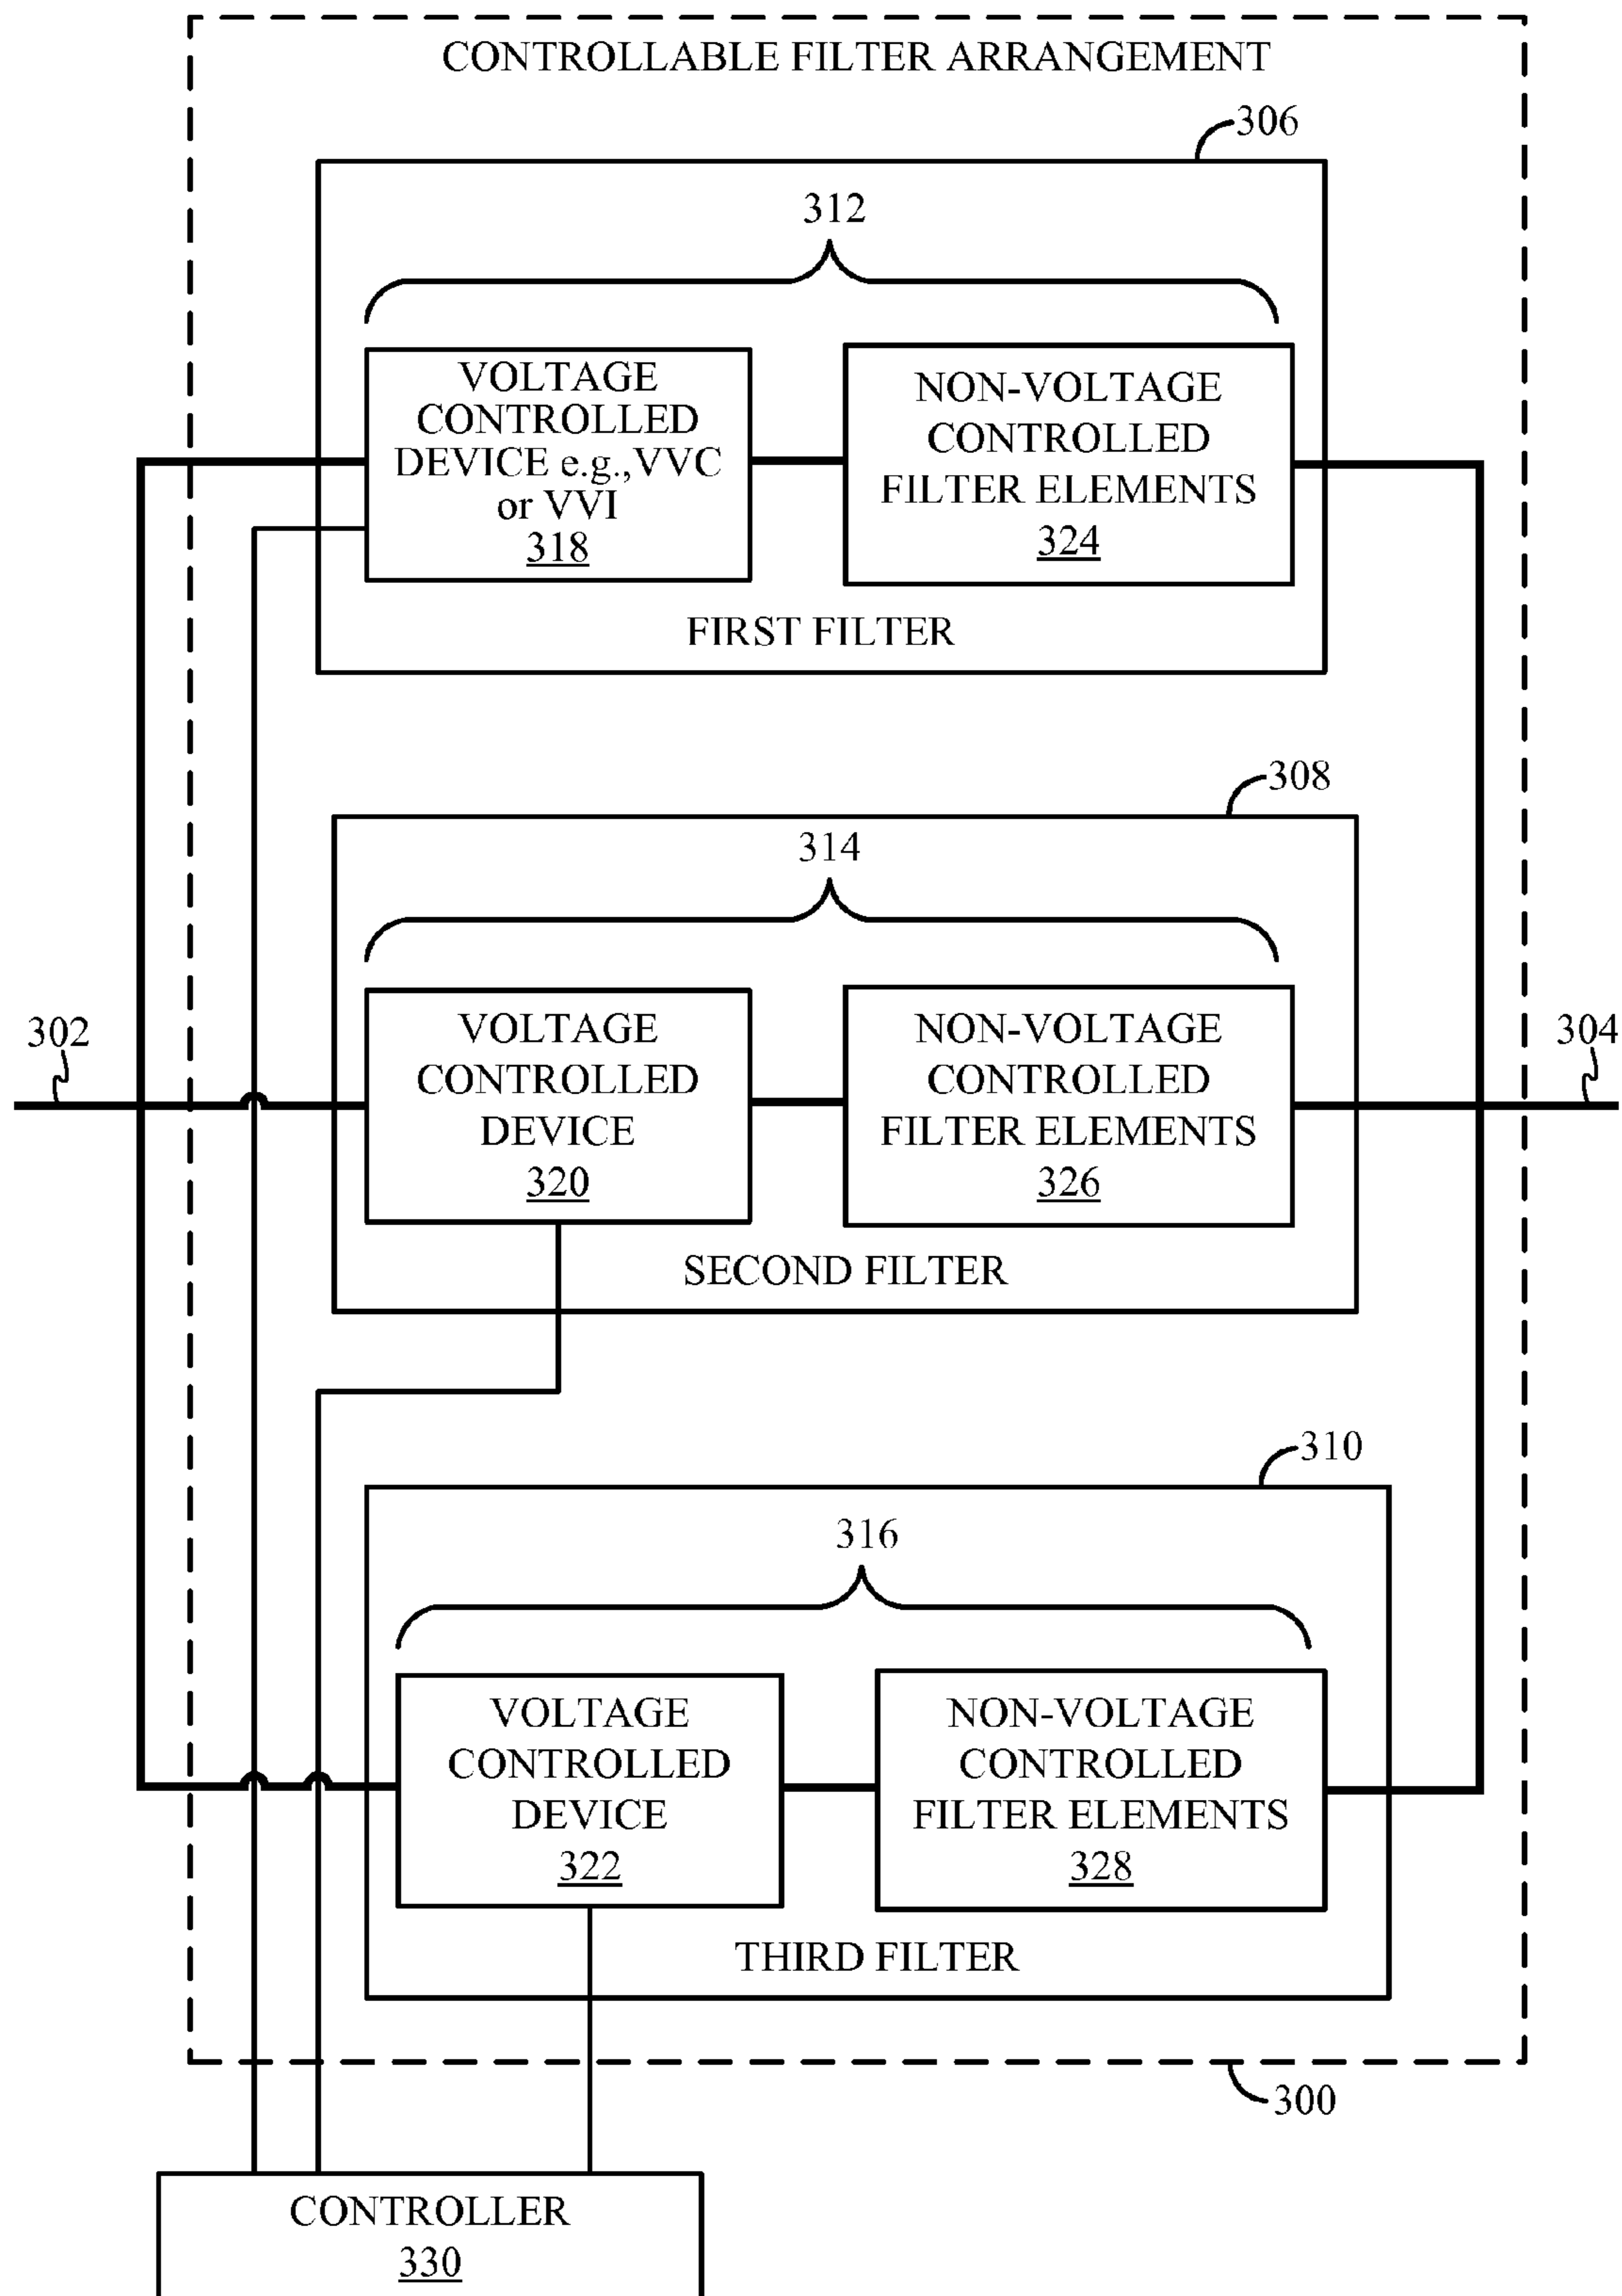 CONTROLLABLE FILTER ARRANGEMENT
306
312
VOLTAGE
CONTROLLED
DEVICE e.g.,VVC
or VVI
318
NON-VOLTAGE
CONTROLLED
FILTER ELEMENTS
324
FIRST FILTER
308
314
302
VOLTAGE
CONTROLLED
DEVICE
320
NON-VOLTAGE
CONTROLLED
FILTER ELEMENTS
326
304
SECOND FILTER
310
316
VOLTAGE
CONTROLLED
DEVICE
322
NON-VOLTAGE
CONTROLLED
FILTER ELEMENTS
328
THIRD FILTER
300
CONTROLLER
330